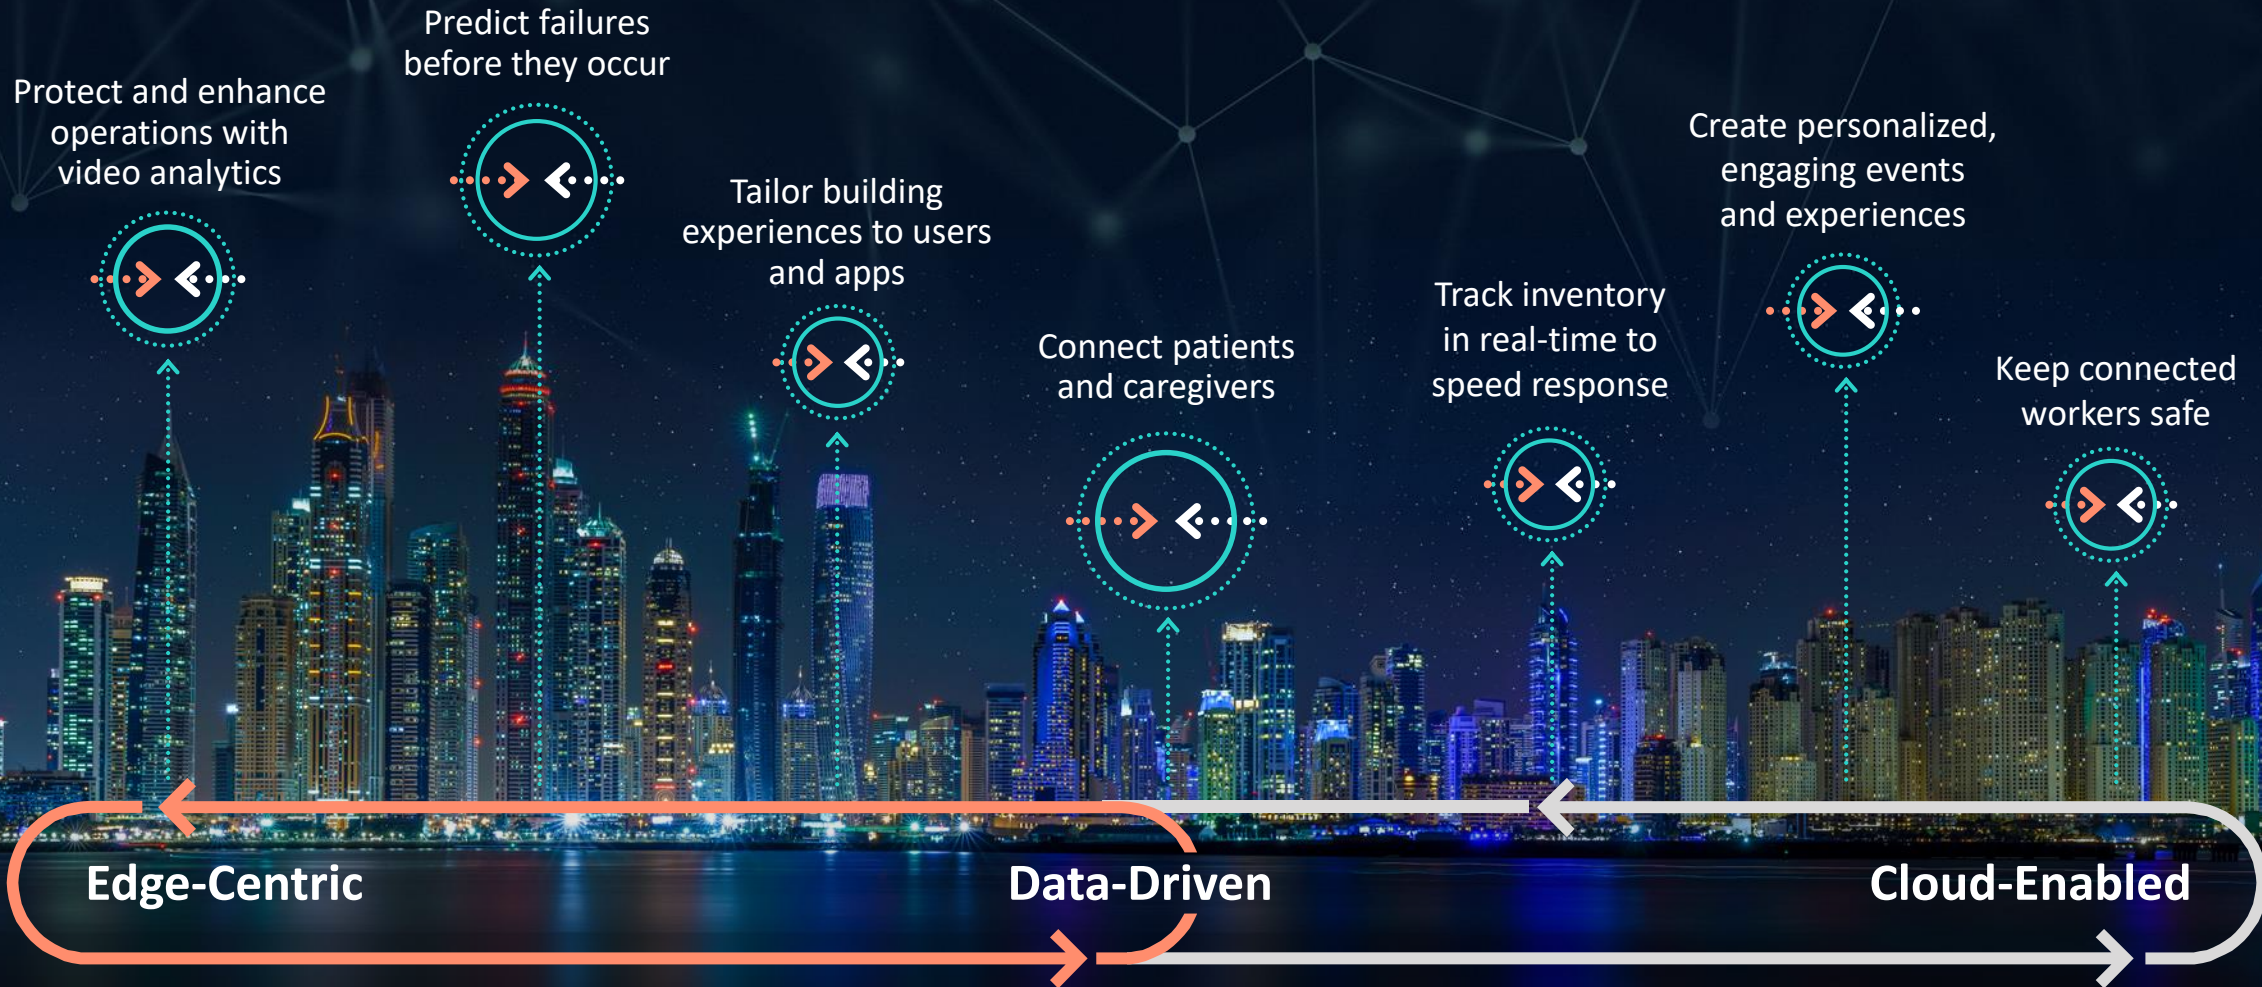 Predict failures
before they occur
Protect and enhance
operations with
video analytics
Tailor building
experiences to users
and apps
Connect patients
and caregivers
Track inventory
in real-time to
speed response
Create personalized,
engaging events
and experiences
Keep connected
workers safe
Edge-Centric
Data-Driven
Cloud-Enabled